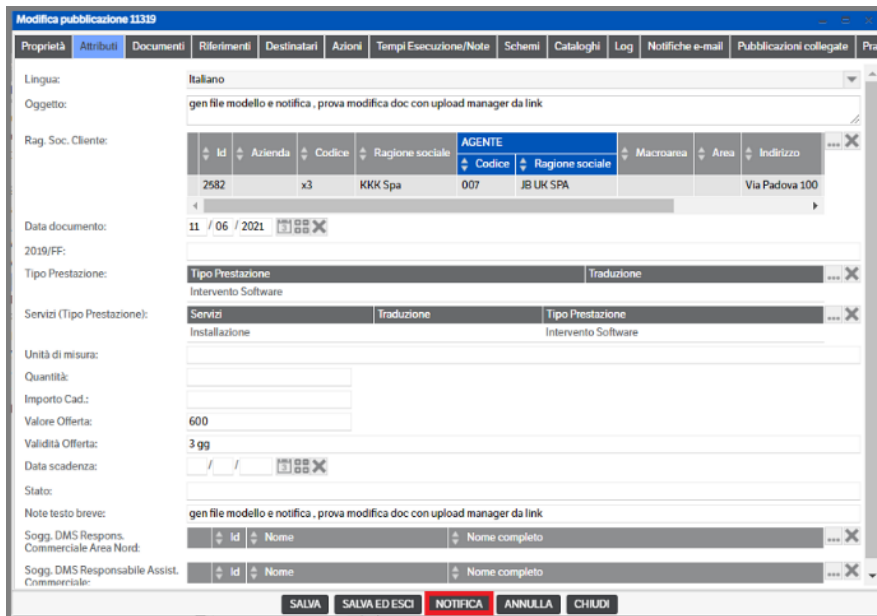 Modifica pubblicazione 11319
Proprietà Attributi Documenti Riferimenti Destinatari Azioni Tempi Esecuzione/Note Schemi Cataloghi Log Notifiche e-mail Pubblicazioni collegate Pra
Lingua: Italiano
Oggetto: gen file modello e notifica , prova modifica doc con upload manager da link
Rag. Soc. Cliente:
AGENTE
Id Azienda Codice Ragione sociale Codice Ragione sociale Macroarea Area Indirizzo ...
2582 x3 KKK Spa 007 JB UK SPA Via Padova 100
Data documento: 11 / 06 / 2021 3
2019/FF:
Tipo Prestazione: Tipo Prestazione Traduzione ...
Intervento Software
Servizi (Tipo Prestazione): Servizi Traduzione Tipo Prestazione ...
Installazione Intervento Software
Unità di misura:
Quantità:
Importo Cad.:
Valore Offerta: 600
Validità Offerta: 3 gg
Data scadenza: / / 3
Stato:
Note testo breve: gen file modello e notifica , prova modifica doc con upload manager da link
Sogg. DMS Respons. Commerciale Area Nord: Id Nome Nome completo ...
Sogg. DMS Responsabile Assist. Commerciale: Id Nome Nome completo ...
SALVA SALVA ED ESCI NOTIFICA ANNULLA CHIUDI